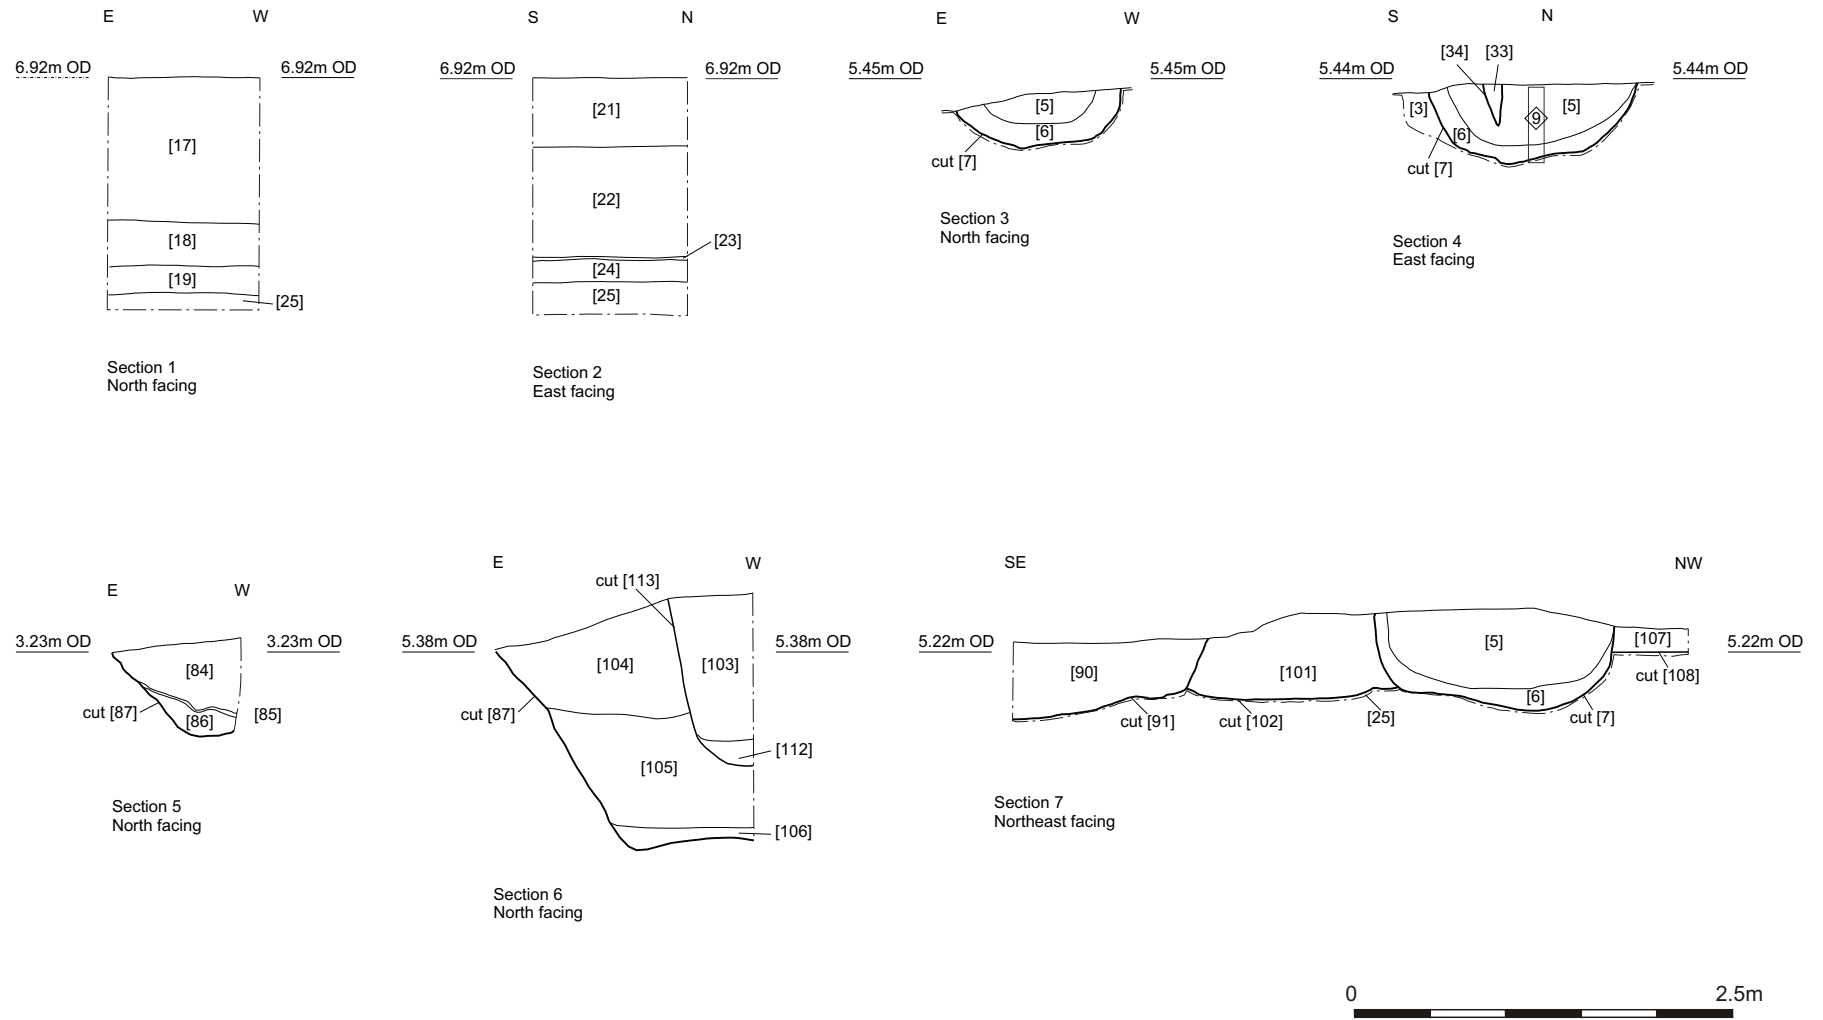 E W
6.92m OD 6.92m OD
[17]
[18]
[19]
[25]
Section 1
North facing
S N
6.92m OD 6.92m OD
[21]
[22]
[23]
[24]
[25]
Section 2
East facing
E W
5.45m OD 5.45m OD
[5]
[6]
cut [7]
Section 3
North facing
S N
[34] [33]
5.44m OD 5.44m OD
[3] 9 [5]
[6]
cut [7]
Section 4
East facing
E W
3.23m OD 3.23m OD
[84]
cut [87] [86] [85]
Section 5
North facing
E W
cut [113]
5.38m OD 5.38m OD
[104] [103]
cut [87]
[112]
[105]
[106]
Section 6
North facing
SE NW
5.22m OD 5.22m OD
[90] [101] [5] [107]
cut [108]
[6]
cut [91] cut [102] [25] cut [7]
Section 7
Northeast facing
0 2.5m